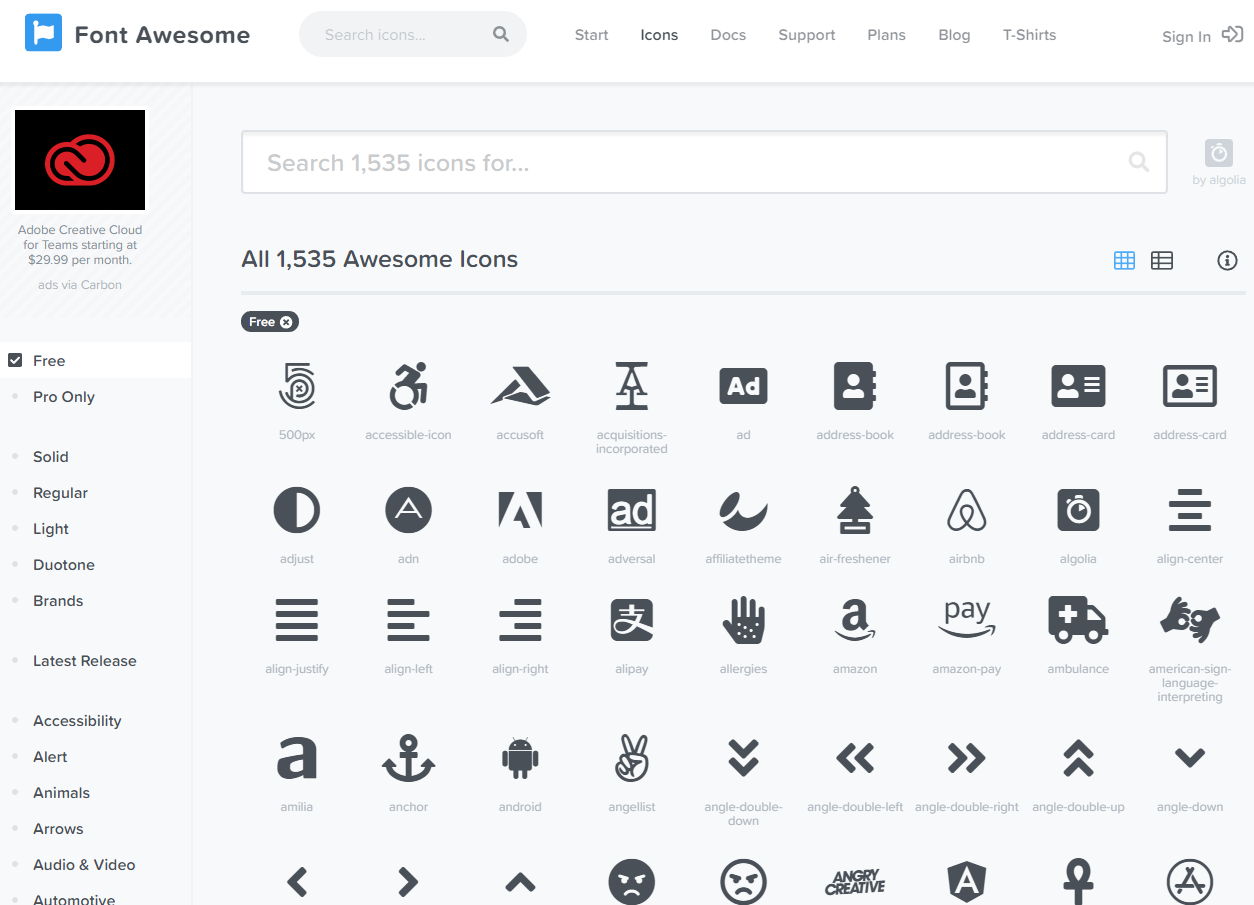 Font Awesome
Search icons...
Start
Icons
Docs
Support
Plans
Blog
T-Shirts
Sign In
Adobe Creative Cloud
for Teams starting at
$29.99 per month.
ads via Carbon
Free
Pro Only
Solid
Regular
Light
Duotone
Brands
Latest Release
Accessibility
Alert
Animals
Arrows
Audio & Video
Automotive
Search 1,535 icons for...
by algolia
All 1,535 Awesome Icons
Free
Ad
500px
accessible-icon
accusoft
acquisitions-
incorporated
ad
address-book
address-book
address-card
address-card
ad
adjust
adn
adobe
adversal
affiliatetheme
air-freshener
airbnb
algolia
align-center
支
a
pay
align-justify
align-left
align-right
alipay
allergies
amazon
amazon-pay
ambulance
american-sign-
language-
interpreting
a
amilia
anchor
android
angellist
angle-double-
down
angle-double-left
angle-double-right
angle-double-up
angle-down
ANGRY
CREATIVE
A